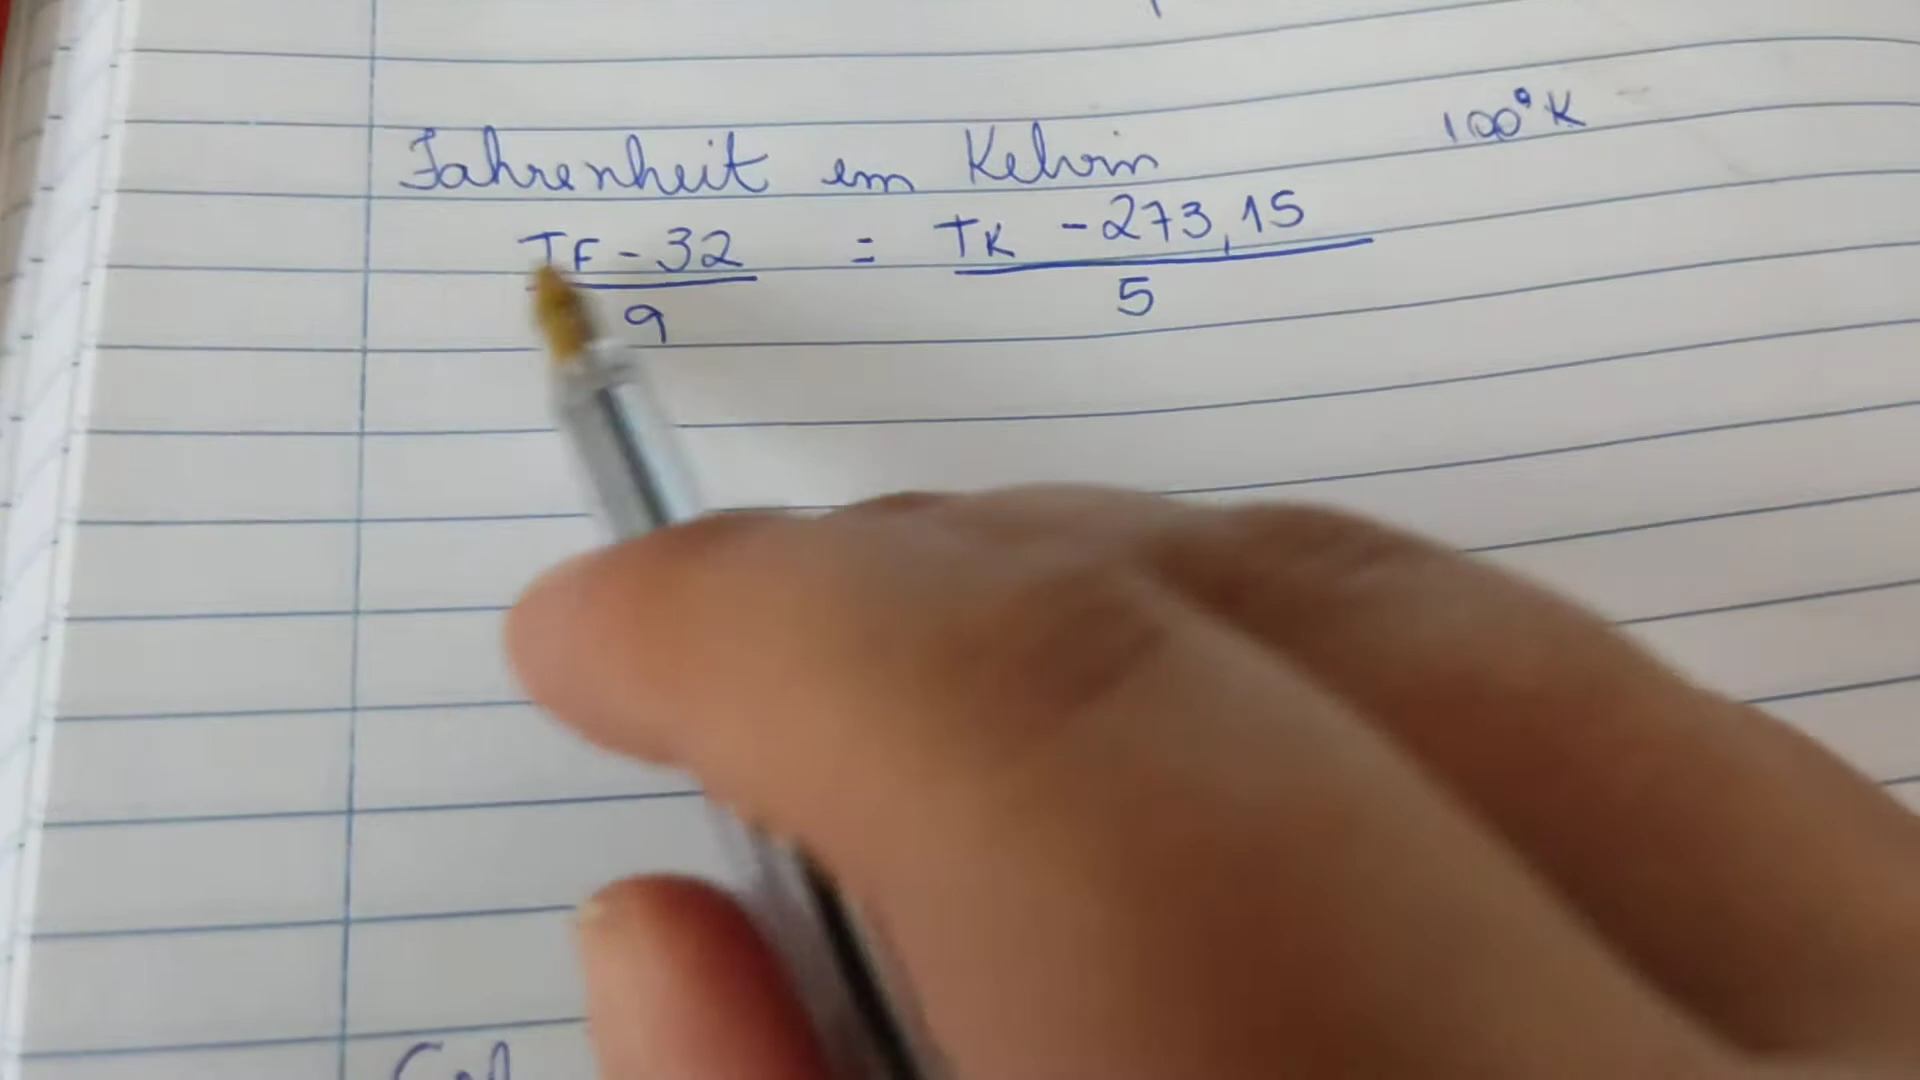 Fahrenheit em Kelvin 100°K
TF - 32 = TK - 273,15
9 5